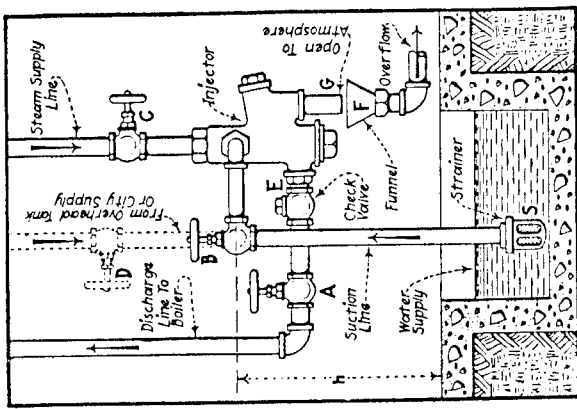 Steam Supply
Line
C
Injector
Open To
Atmosphere
G
F
Overflow
From Overhead Tank
Or City Supply
D
B
E
Check
Valve
Funnel
Strainer
S
Discharge
Line To
Boiler
A
Suction
Line
Water
Supply
h